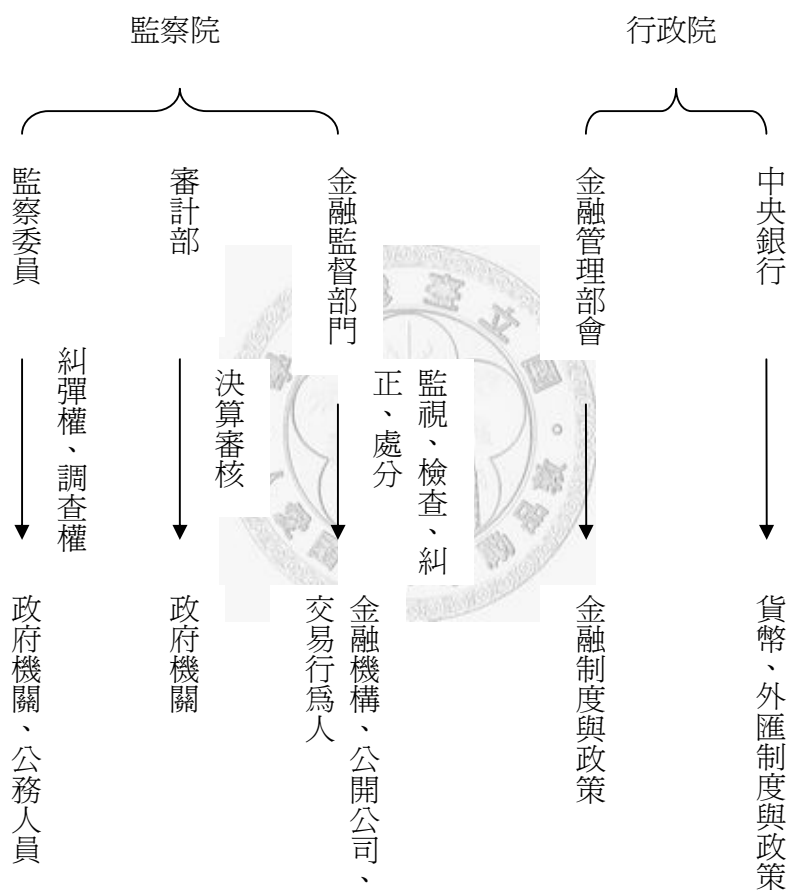 監察院
行政院
監察委員
審計部
金融監督部門
金融管理部會
中央銀行
糾彈權、調查權
決算審核
監視、檢查、糾
正、處分
政府機關、公務人員
政府機關
金融機構、公開公司、
交易行為人
金融制度與政策
貨幣、外匯制度與政策